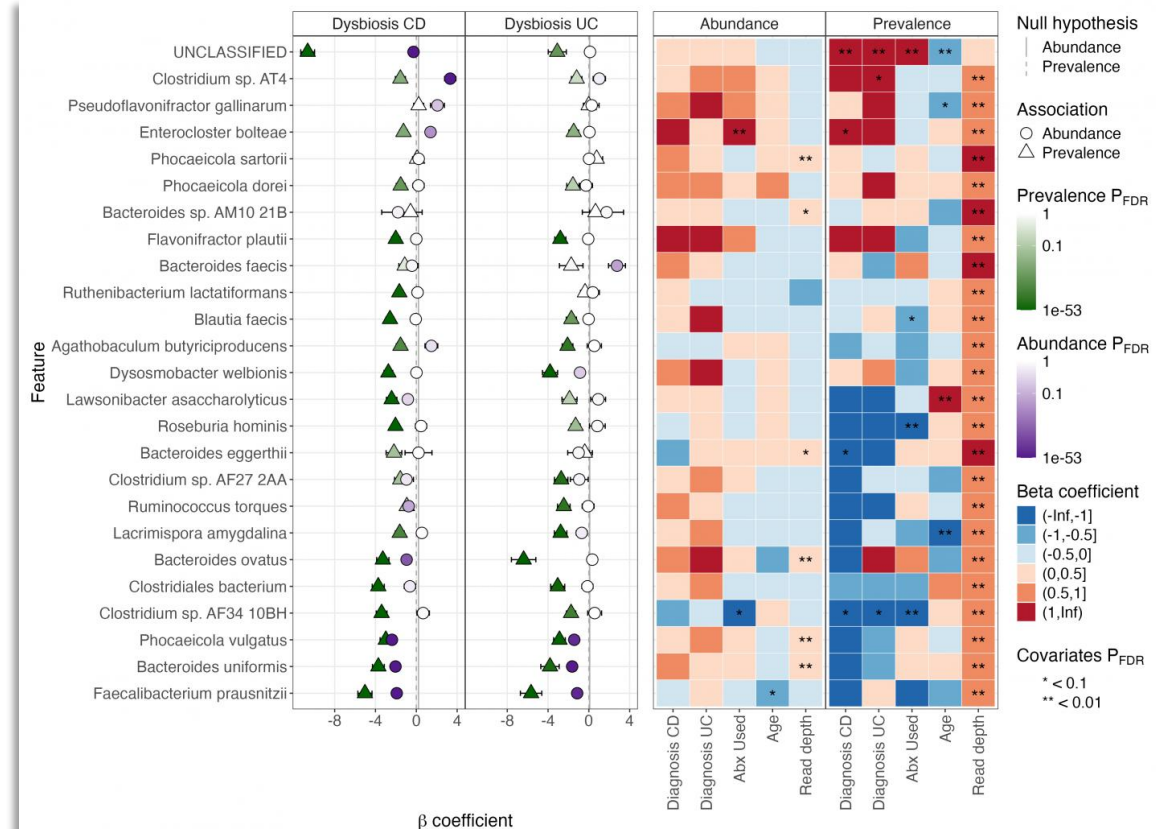 Dysbiosis CD
Dysbiosis UC
Abundance
Prevalence
Feature
UNCLASSIFIED
Clostridium sp. AT4
Pseudoflavonifractor gallinarum
Enterocloster bolteae
Phocaeicola sartorii
Phocaeicola dorei
Bacteroides sp. AM10 21B
Flavonifractor plautii
Bacteroides faecis
Ruthenibacterium lactatiformans
Blautia faecis
Agathobaculum butyriciproducens
Dysosmobacter welbionis
Lawsonibacter asaccharolyticus
Roseburia hominis
Bacteroides eggerthii
Clostridium sp. AF27 2AA
Ruminococcus torques
Lacrimispora amygdalina
Bacteroides ovatus
Clostridiales bacterium
Clostridium sp. AF34 10BH
Phocaeicola vulgatus
Bacteroides uniformis
Faecalibacterium prausnitzii
** ** ** **
* **
* **
** * **
** **
**
* **
**
**
**
* **
**
**
** **
** **
* * **
**
**
** **
** **
**
* * * ** **
** **
** **
* **
-8 -4 0 4
-8 -4 0 4
β coefficient
Diagnosis CD
Diagnosis UC
Abx Used
Age
Read depth
Diagnosis CD
Diagnosis UC
Abx Used
Age
Read depth
Null hypothesis
Abundance
Prevalence
Association
Abundance
Prevalence
Prevalence PFDR
1
0.1
1e-53
Abundance PFDR
1
0.1
1e-53
Beta coefficient
(-Inf,-1]
(-1,-0.5]
(-0.5,0]
(0,0.5]
(0.5,1]
(1,Inf)
Covariates PFDR
* < 0.1
** < 0.01